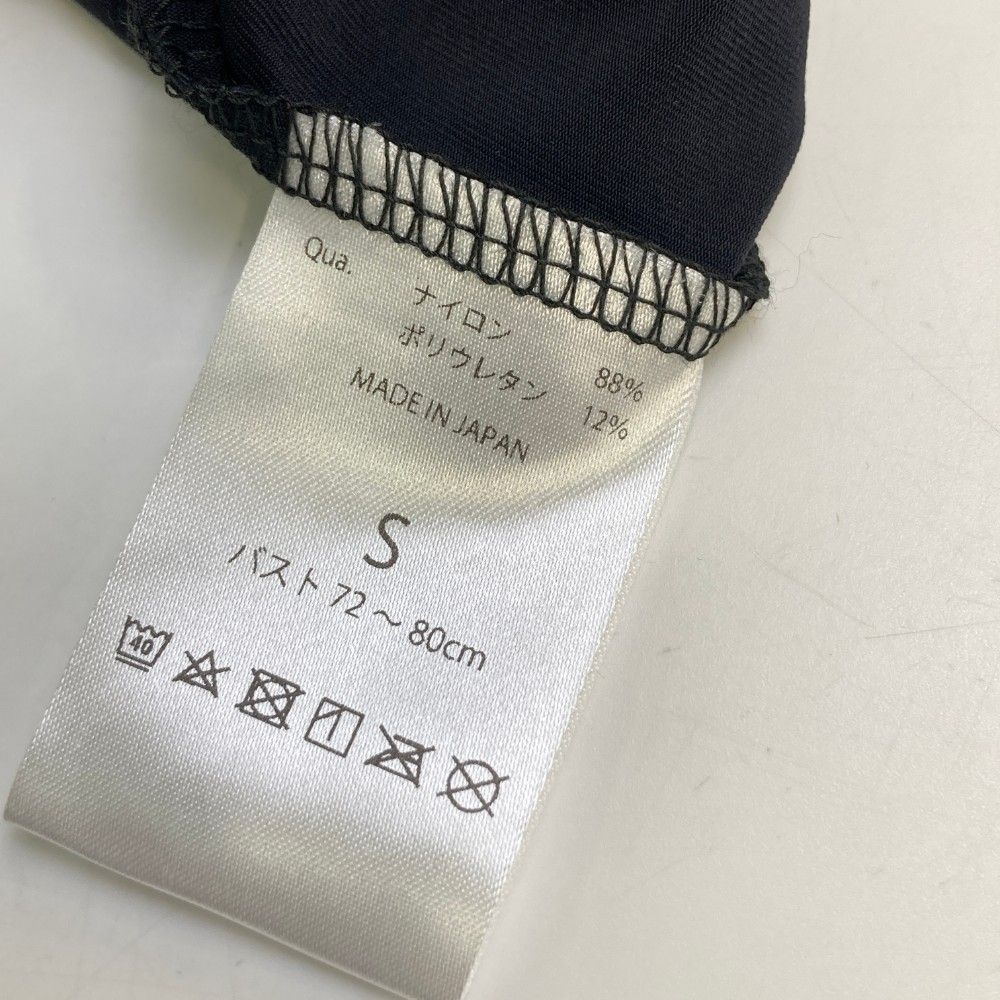 Qua.
ナイロン 88%
ポリウレタン 12%
MADE IN JAPAN
S
バスト 72～80cm
40